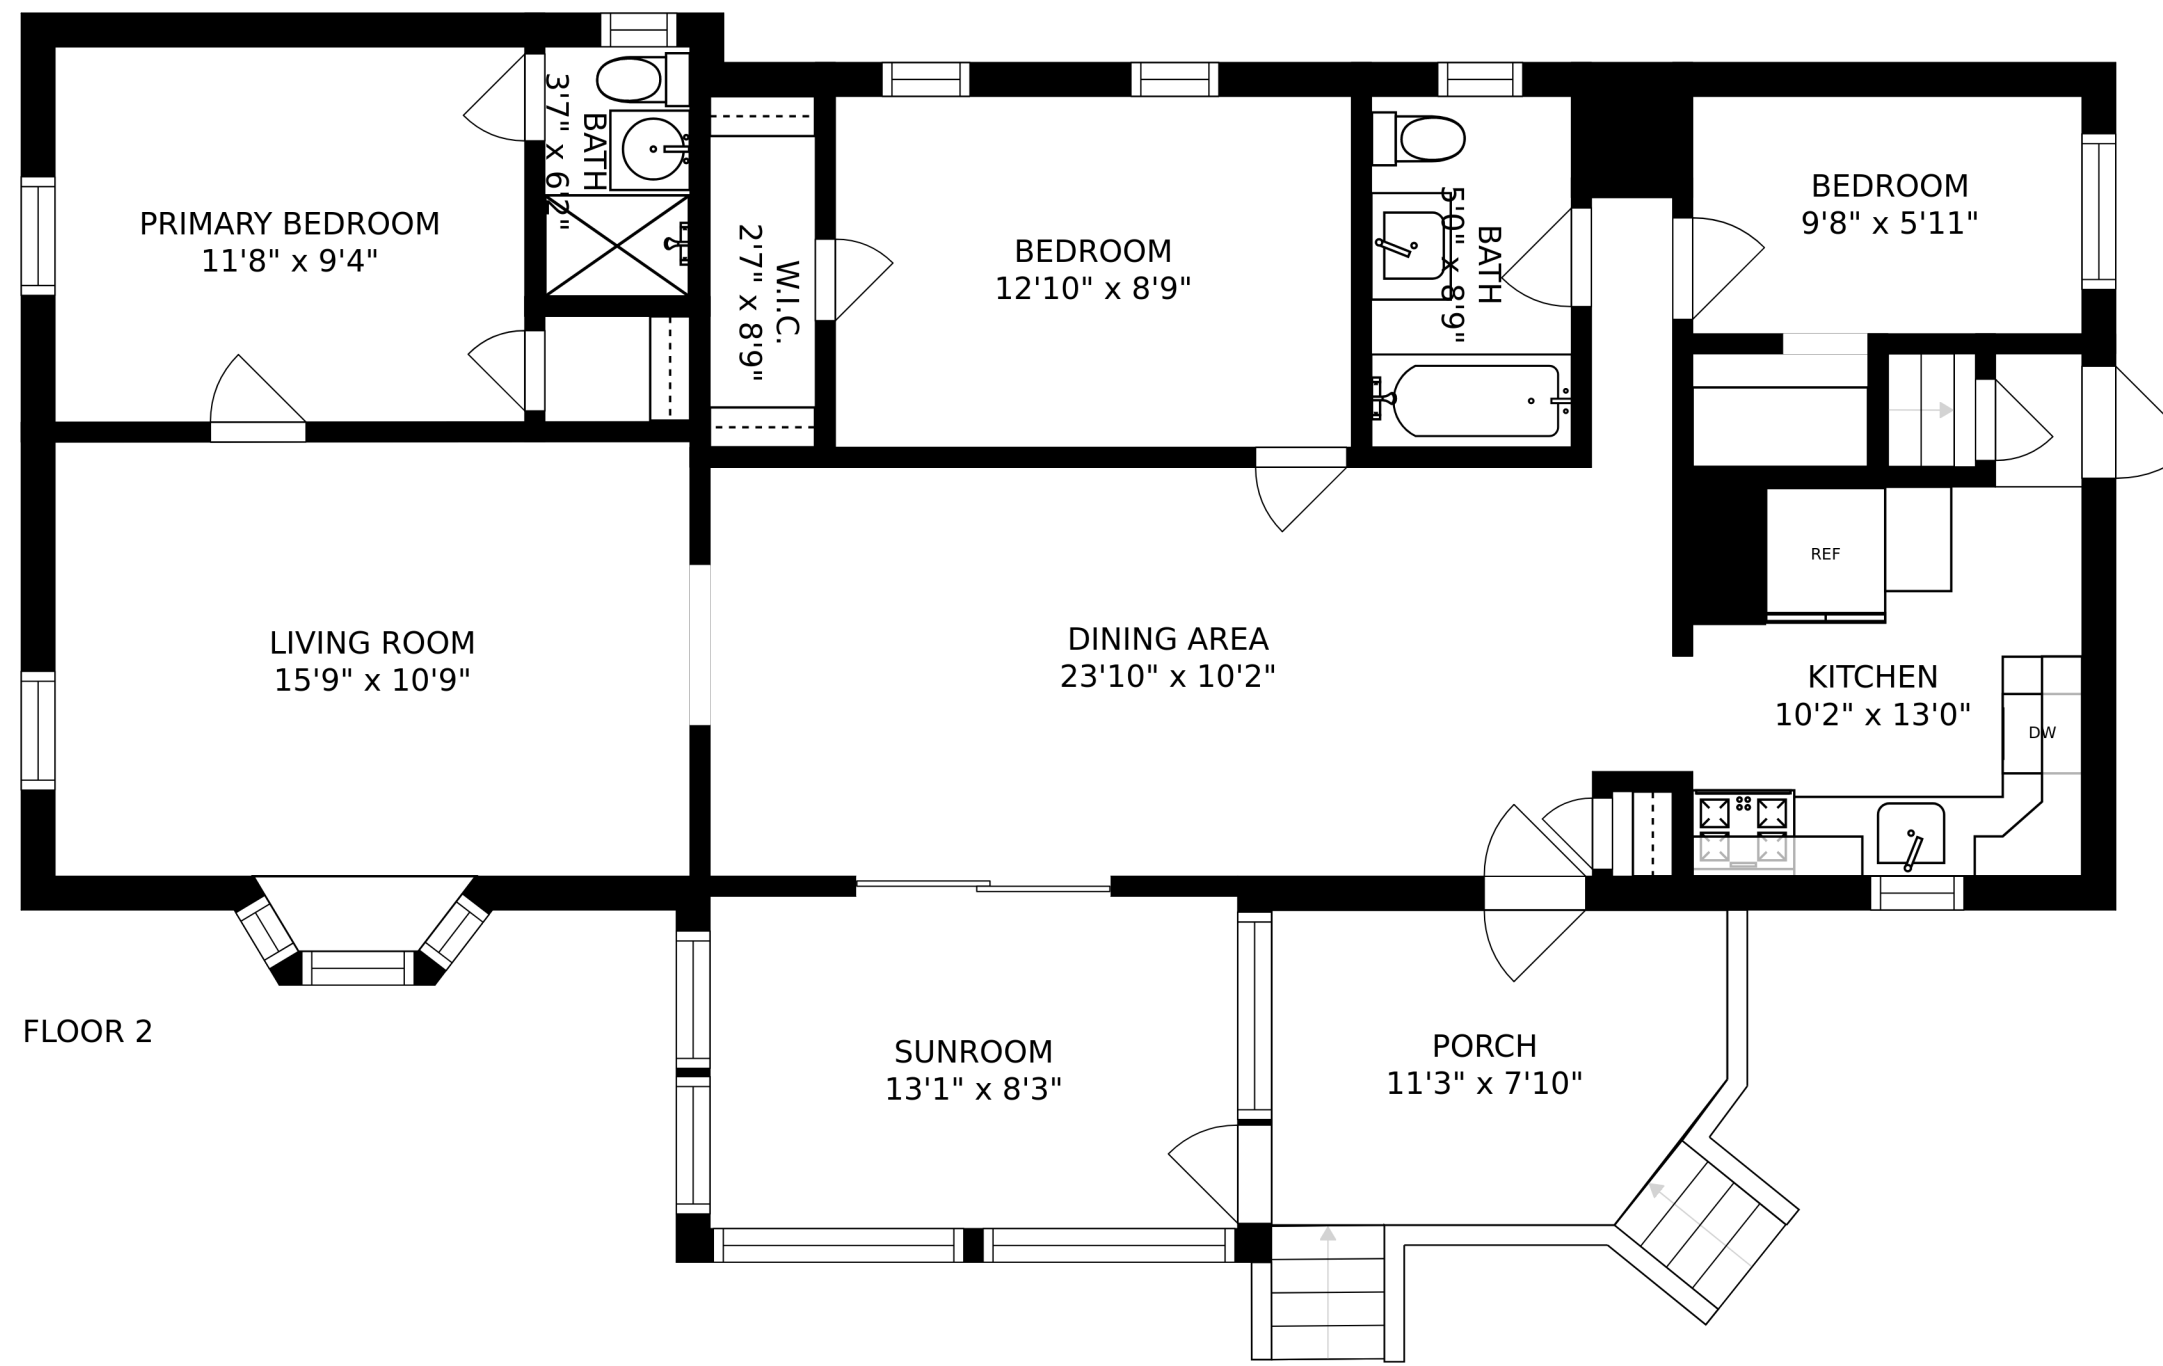 PRIMARY BEDROOM
11'8" x 9'4"
BATH
3'7" x 6'2"
W.I.C.
2'7" x 8'9"
BEDROOM
12'10" x 8'9"
BATH
5'0" x 8'9"
BEDROOM
9'8" x 5'11"
LIVING ROOM
15'9" x 10'9"
DINING AREA
23'10" x 10'2"
REF
KITCHEN
10'2" x 13'0"
DW
FLOOR 2
SUNROOM
13'1" x 8'3"
PORCH
11'3" x 7'10"